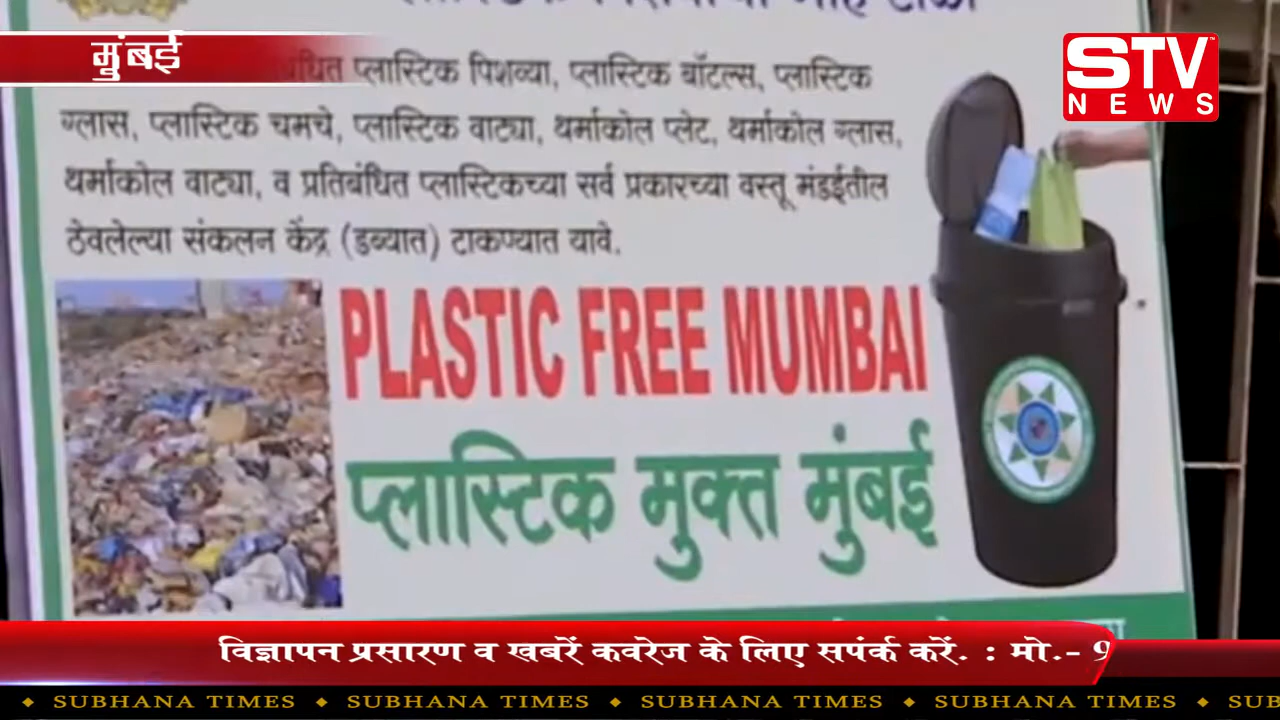 मुंबई
STV
NEWS
प्लास्टिक पिशव्या, प्लास्टिक बॉटल्स, प्लास्टिक
ग्लास, प्लास्टिक चमचे, प्लास्टिक वाट्या, थर्माकोल प्लेट, थर्माकोल ग्लास,
थर्माकोल वाट्या, व प्रतिबंधित प्लास्टिकच्या सर्व प्रकारच्या वस्तू मंडईतील
ठेवलेल्या संकलन केंद्र (डब्यात) टाकण्यात यावे.
PLASTIC FREE MUMBAI
प्लास्टिक मुक्त मुंबई
विज्ञापन प्रसारण व खबरें कवरेज के लिए सपंर्क करें. : मो.- 9
SUBHANA TIMES ◆ SUBHANA TIMES ◆ SUBHANA TIMES ◆ SUBHANA TIMES ◆ SUB